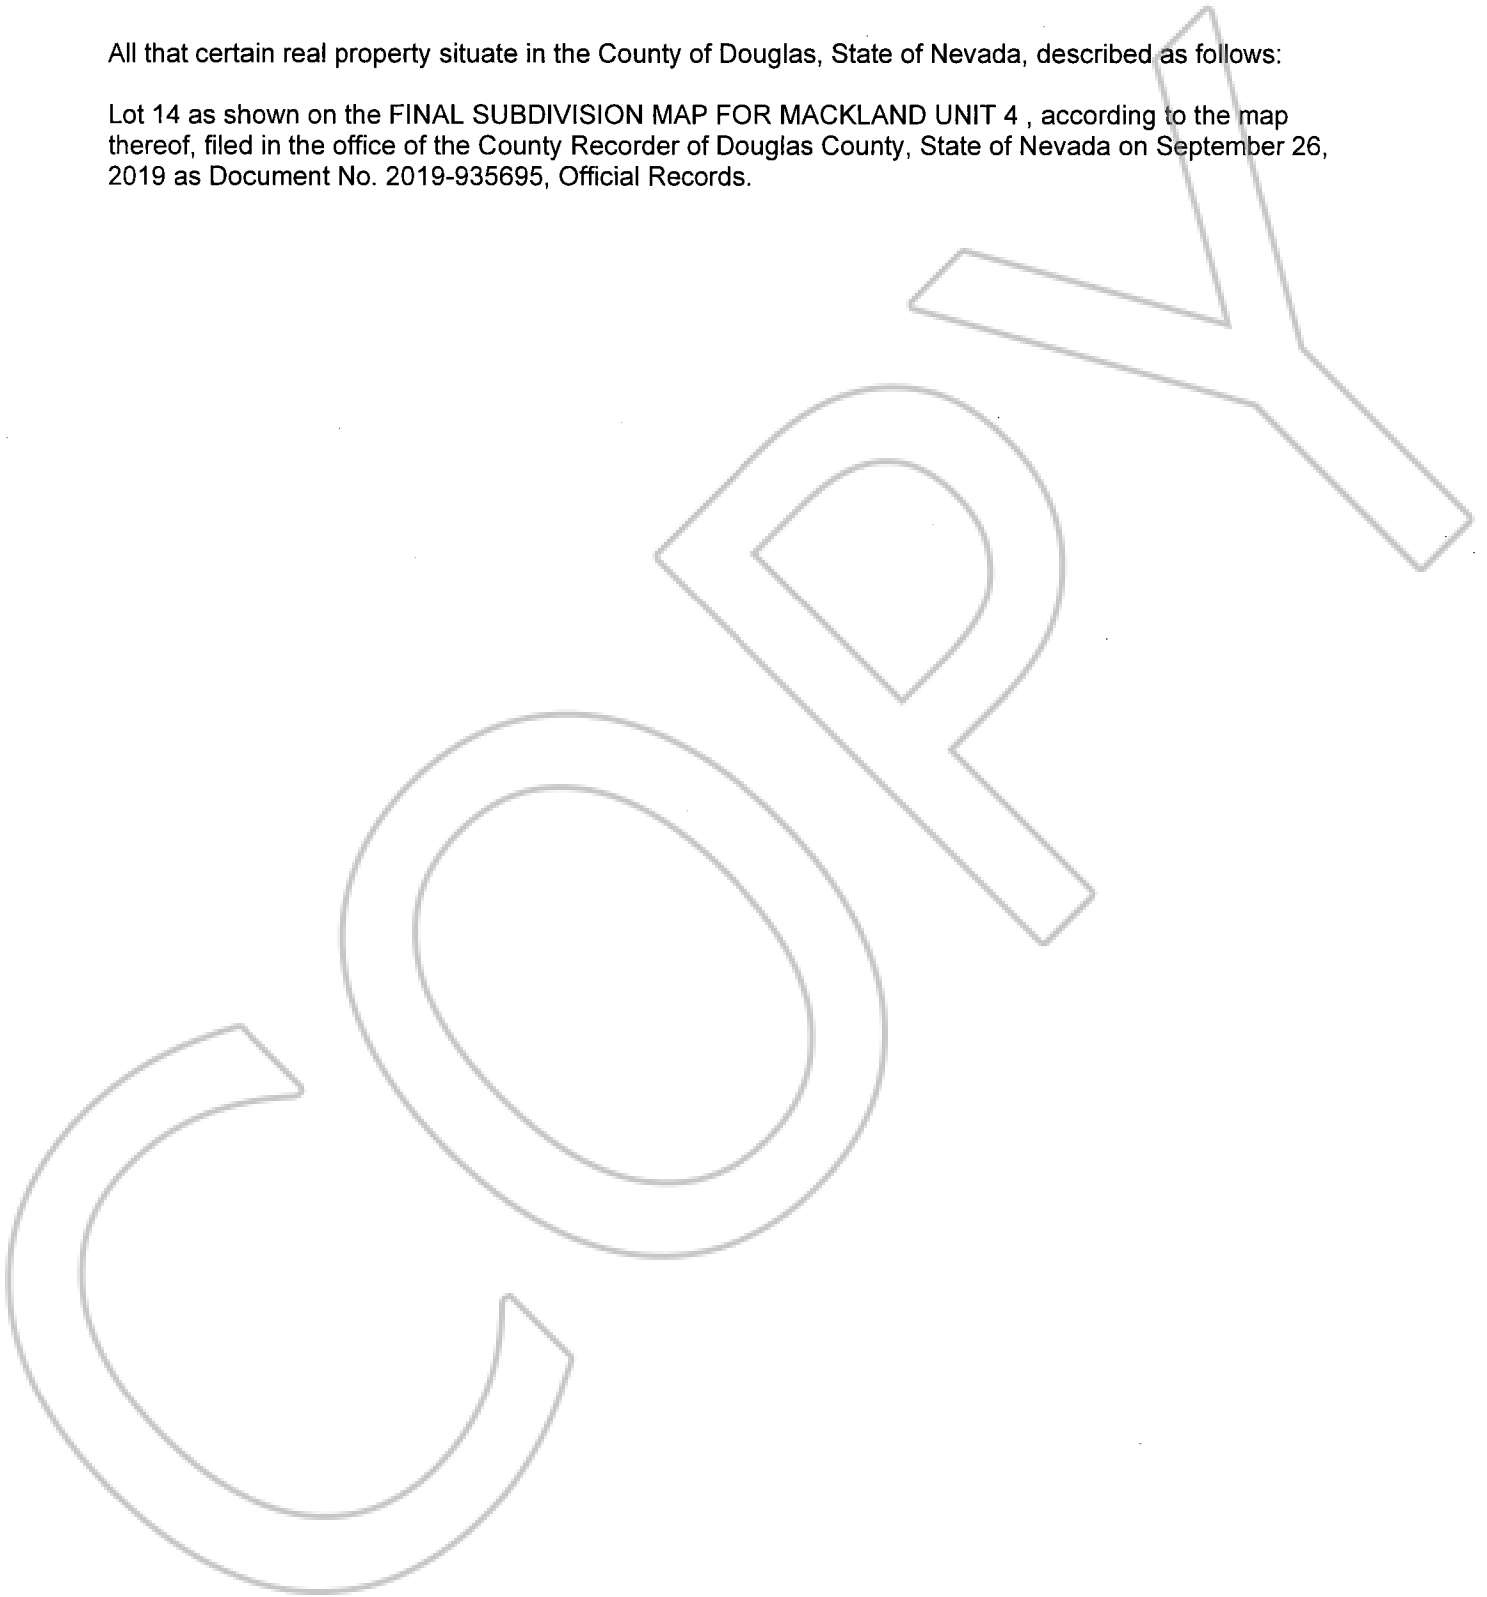 All that certain real property situate in the County of Douglas, State of Nevada, described as follows:
Lot 14 as shown on the FINAL SUBDIVISION MAP FOR MACKLAND UNIT 4 , according to the map
thereof, filed in the office of the County Recorder of Douglas County, State of Nevada on September 26,
2019 as Document No. 2019-935695, Official Records.
COPY